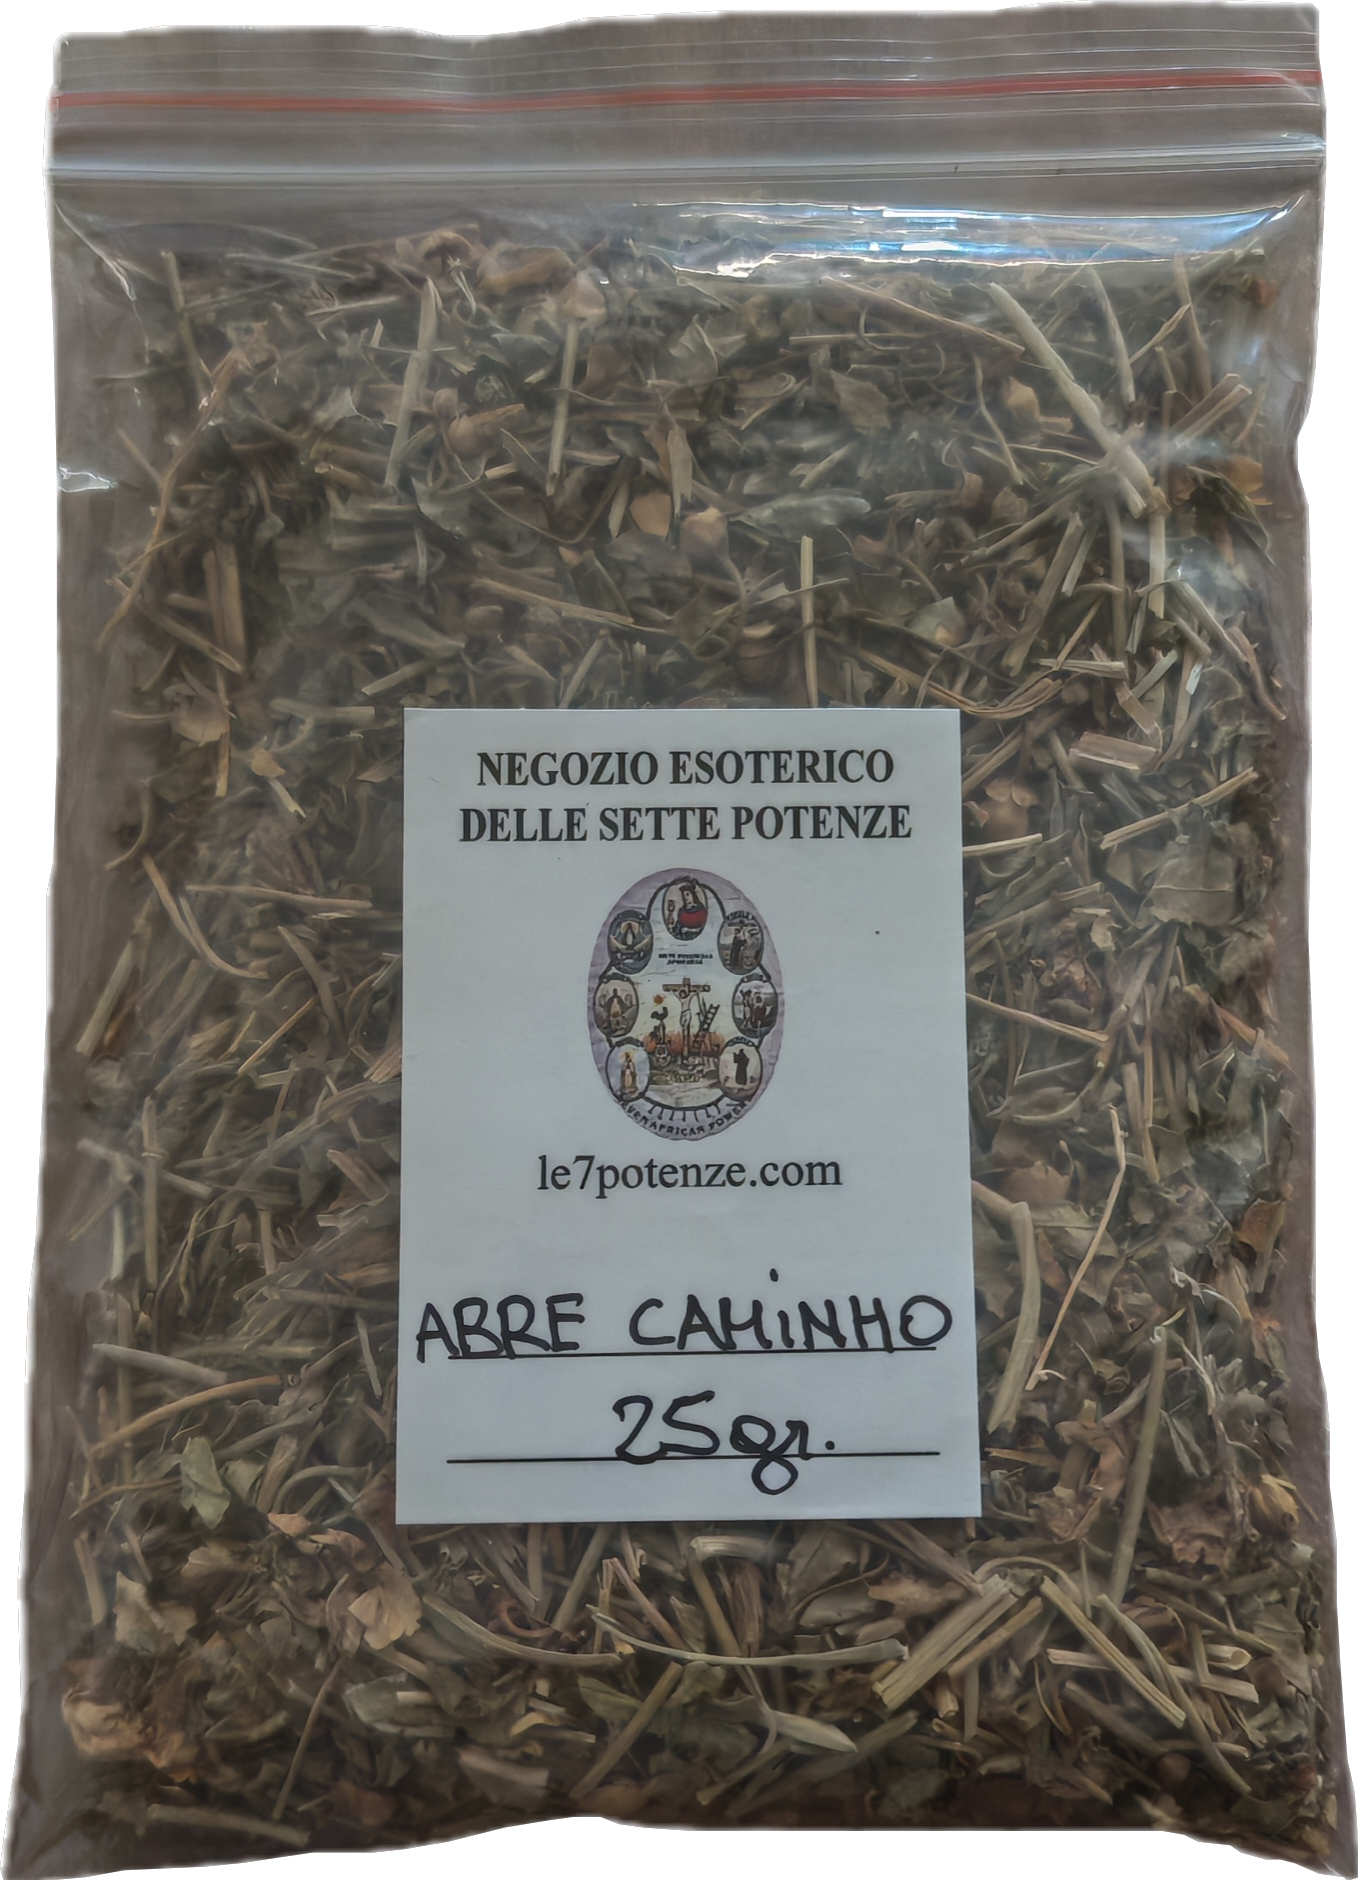 NEGOZIO ESOTERICO
DELLE SETTE POTENZE
le7potenze.com
ABRE CAMiNHO
25gr.